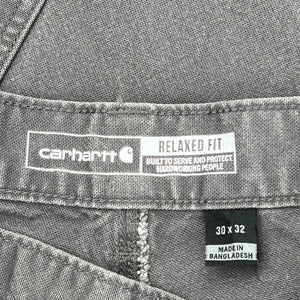 carhartt
RELAXED FIT
BUILT TO SERVE AND PROTECT
HARDWORKING PEOPLE
30 x 32
MADE IN
BANGLADESH